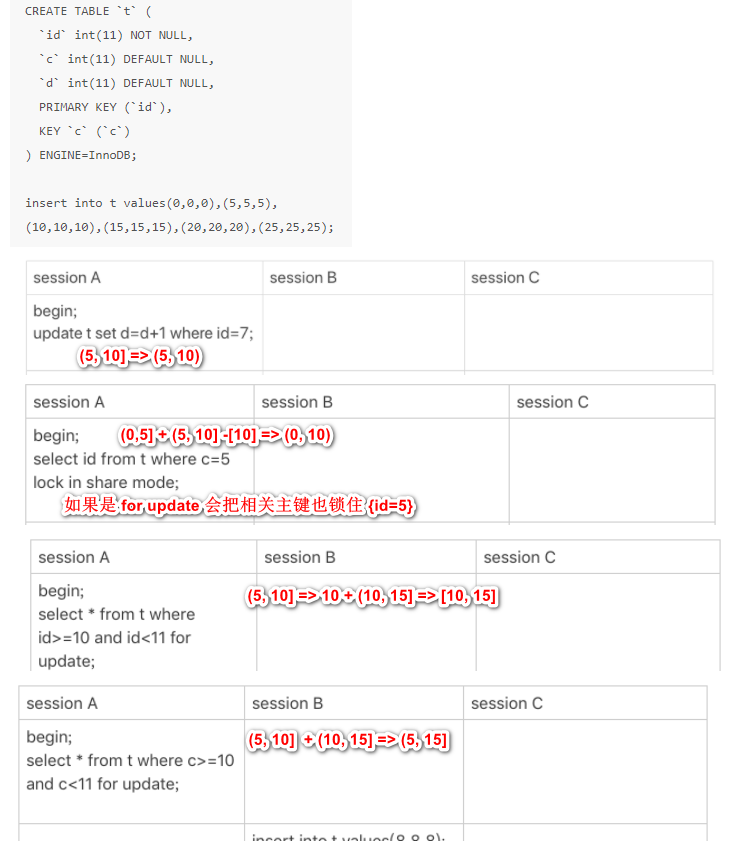 CREATE TABLE `t` (
`id` int(11) NOT NULL,
`c` int(11) DEFAULT NULL,
`d` int(11) DEFAULT NULL,
PRIMARY KEY (`id`),
KEY `c` (`c`)
) ENGINE=InnoDB;
insert into t values(0,0,0),(5,5,5),
(10,10,10),(15,15,15),(20,20,20),(25,25,25);
session A session B session C
begin;
update t set d=d+1 where id=7;
(5, 10] => (5, 10)
session A session B session C
begin; (0,5] + (5, 10] -[10] => (0, 10)
select id from t where c=5
lock in share mode;
如果是 for update 会把相关主键也锁住 {id=5}
session A session B session C
begin; (5, 10] => 10 + (10, 15] => [10, 15]
select * from t where
id>=10 and id<11 for
update;
session A session B session C
begin; (5, 10] + (10, 15] => (5, 15]
select * from t where c>=10
and c<11 for update;
insert into t values(8,8,8);